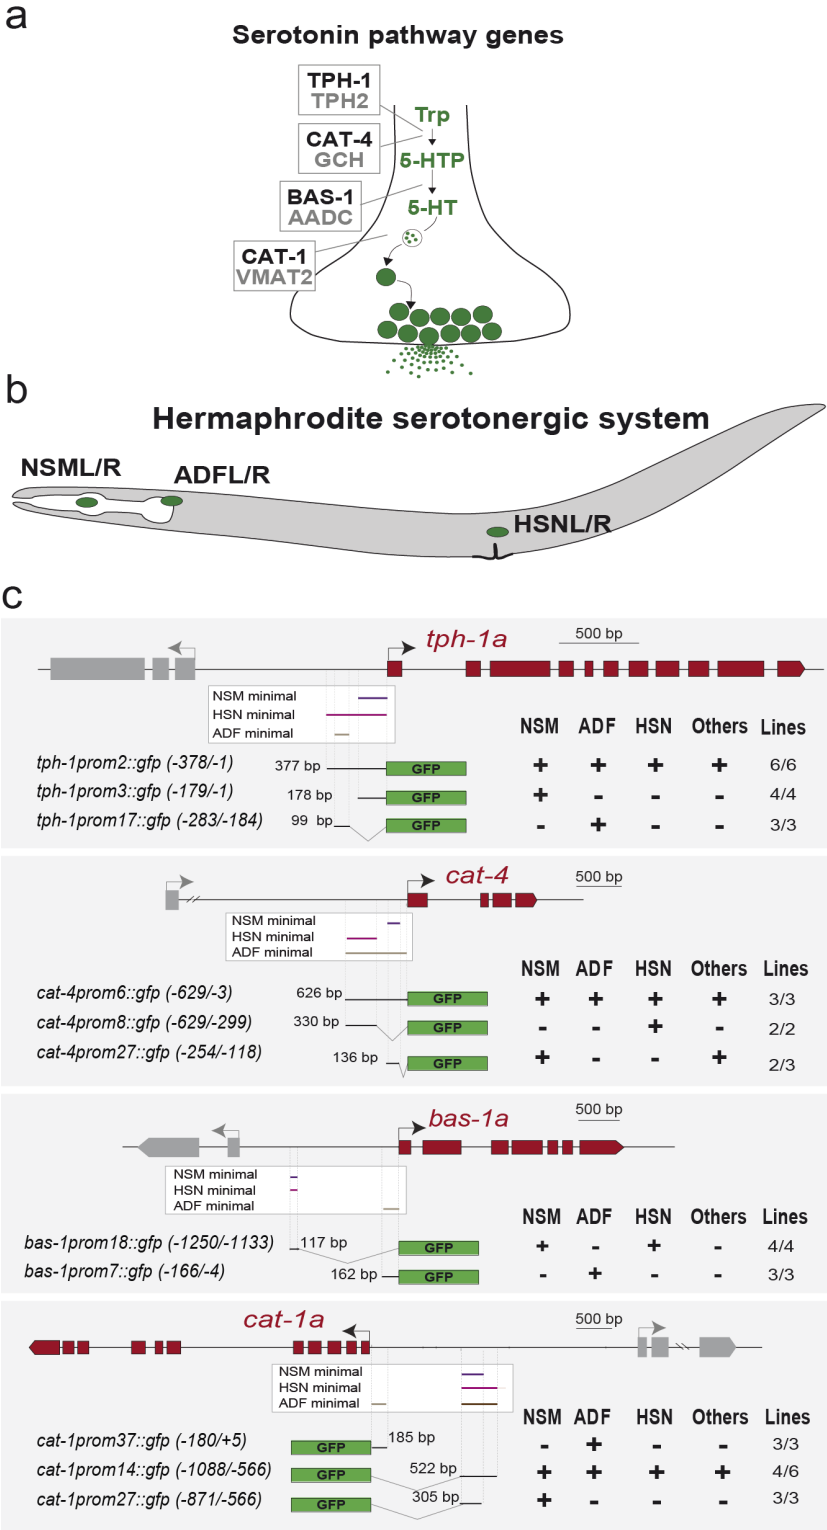 a
Serotonin pathway genes
TPH-1
TPH2
Trp
CAT-4
GCH
5-HTP
BAS-1
AADC
5-HT
CAT-1
VMAT2
b
Hermaphrodite serotonergic system
NSML/R
ADFL/R
HSNL/R
c
tph-1a
500 bp
NSM minimal
HSN minimal
ADF minimal
NSM ADF HSN Others Lines
tph-1prom2::gfp (-378/-1) 377 bp GFP + + + + 6/6
tph-1prom3::gfp (-179/-1) 178 bp GFP + - - - 4/4
tph-1prom17::gfp (-283/-184) 99 bp GFP - + - - 3/3
cat-4
500 bp
NSM minimal
HSN minimal
ADF minimal
NSM ADF HSN Others Lines
cat-4prom6::gfp (-629/-3) 626 bp GFP + + + + 3/3
cat-4prom8::gfp (-629/-299) 330 bp GFP - - + - 2/2
cat-4prom27::gfp (-254/-118) 136 bp GFP + - - + 2/3
bas-1a
500 bp
NSM minimal
HSN minimal
ADF minimal
NSM ADF HSN Others Lines
bas-1prom18::gfp (-1250/-1133) 117 bp GFP + - + - 4/4
bas-1prom7::gfp (-166/-4) 162 bp GFP - + - - 3/3
cat-1a
500 bp
NSM minimal
HSN minimal
ADF minimal
NSM ADF HSN Others Lines
cat-1prom37::gfp (-180/+5) GFP 185 bp - + - - 3/3
cat-1prom14::gfp (-1088/-566) GFP 522 bp + + + + 4/6
cat-1prom27::gfp (-871/-566) GFP 305 bp + - - - 3/3